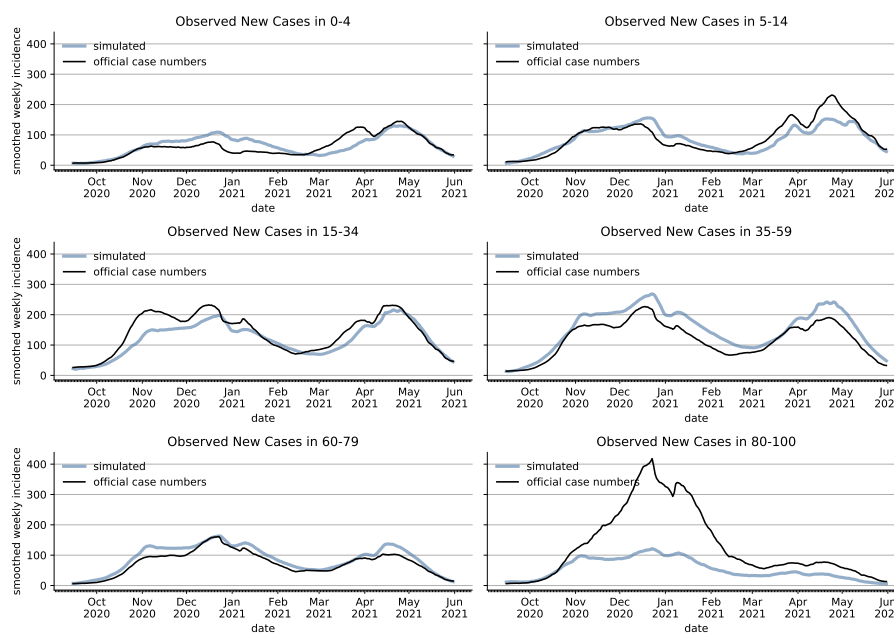 Observed New Cases in 0-4
smoothed weekly incidence
400
300
200
100
0
simulated
official case numbers
Oct 2020
Nov 2020
Dec 2020
Jan 2021
Feb 2021
Mar 2021
Apr 2021
May 2021
Jun 2021
date
Observed New Cases in 5-14
simulated
official case numbers
Oct 2020
Nov 2020
Dec 2020
Jan 2021
Feb 2021
Mar 2021
Apr 2021
May 2021
Jun 202
date
Observed New Cases in 15-34
smoothed weekly incidence
400
300
200
100
0
simulated
official case numbers
Oct 2020
Nov 2020
Dec 2020
Jan 2021
Feb 2021
Mar 2021
Apr 2021
May 2021
Jun 2021
date
Observed New Cases in 35-59
simulated
official case numbers
Oct 2020
Nov 2020
Dec 2020
Jan 2021
Feb 2021
Mar 2021
Apr 2021
May 2021
Jun 202
date
Observed New Cases in 60-79
smoothed weekly incidence
400
300
200
100
0
simulated
official case numbers
Oct 2020
Nov 2020
Dec 2020
Jan 2021
Feb 2021
Mar 2021
Apr 2021
May 2021
Jun 2021
date
Observed New Cases in 80-100
simulated
official case numbers
Oct 2020
Nov 2020
Dec 2020
Jan 2021
Feb 2021
Mar 2021
Apr 2021
May 2021
Jun 202
date